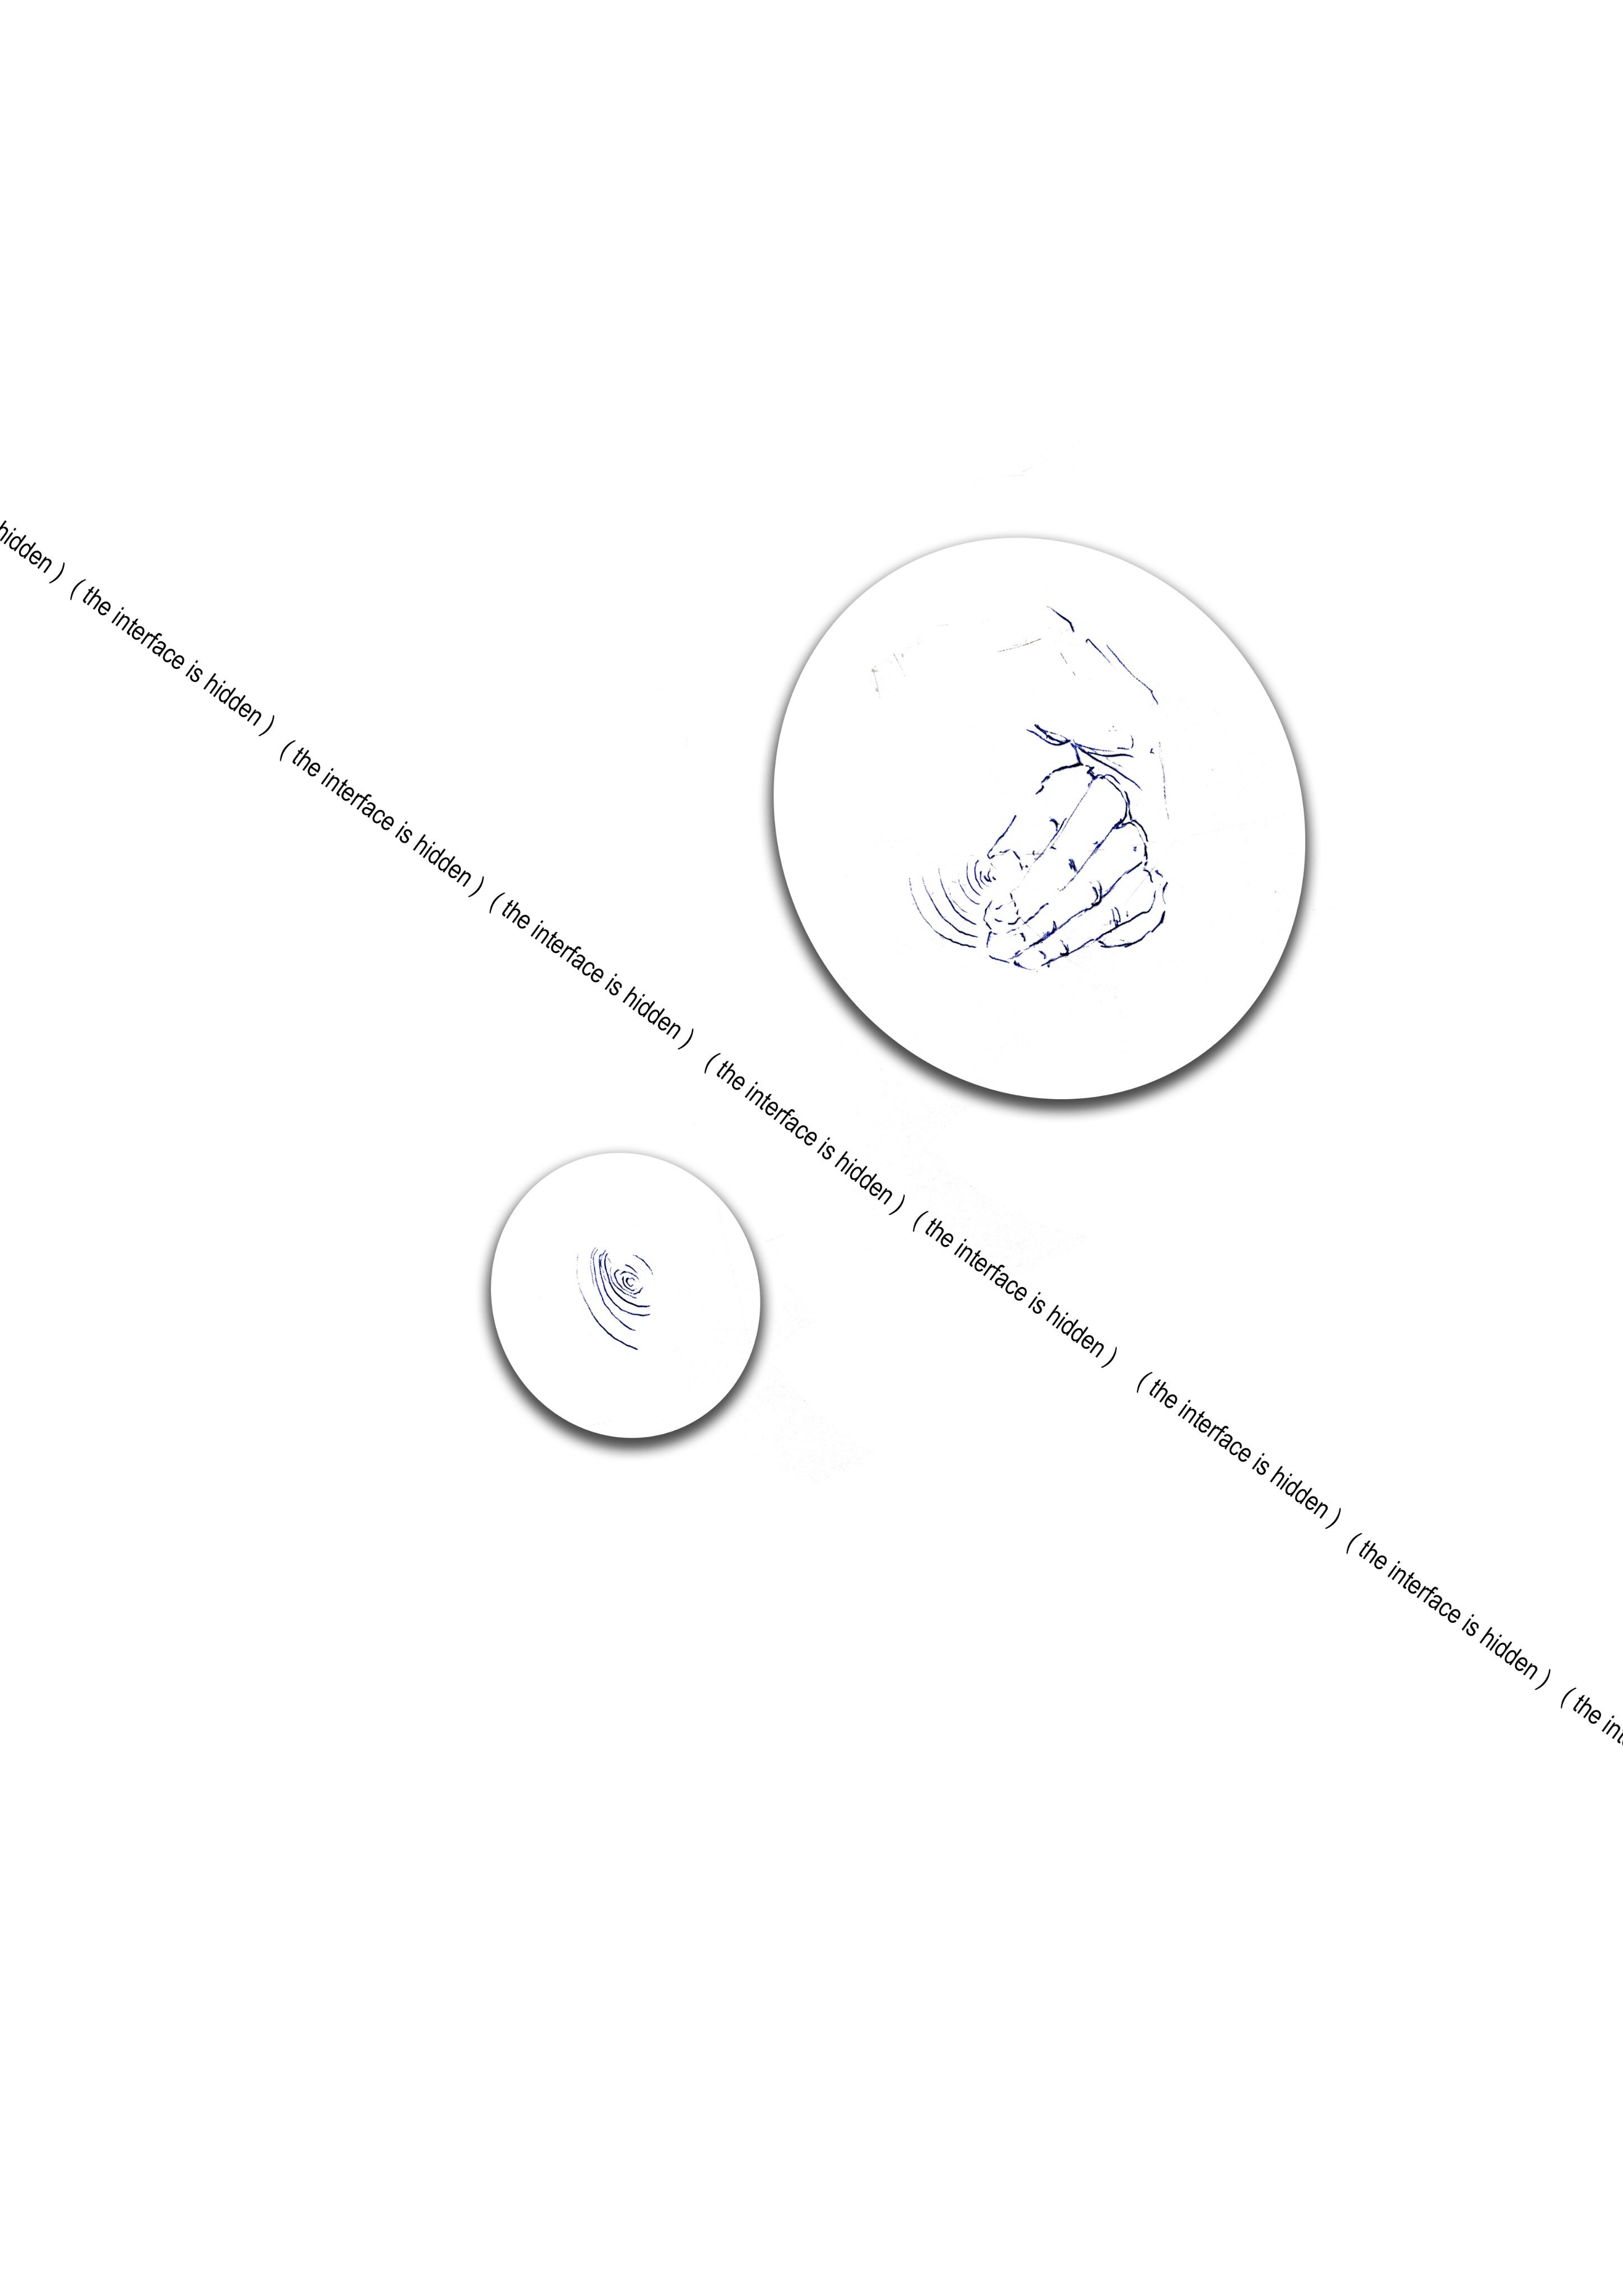 hidden ) ( the interface is hidden ) ( the interface is hidden ) ( the interface is hidden ) ( the interface is hidden ) ( the interface is hidden ) ( the interface is hidden ) ( the interface is hidden ) ( the int